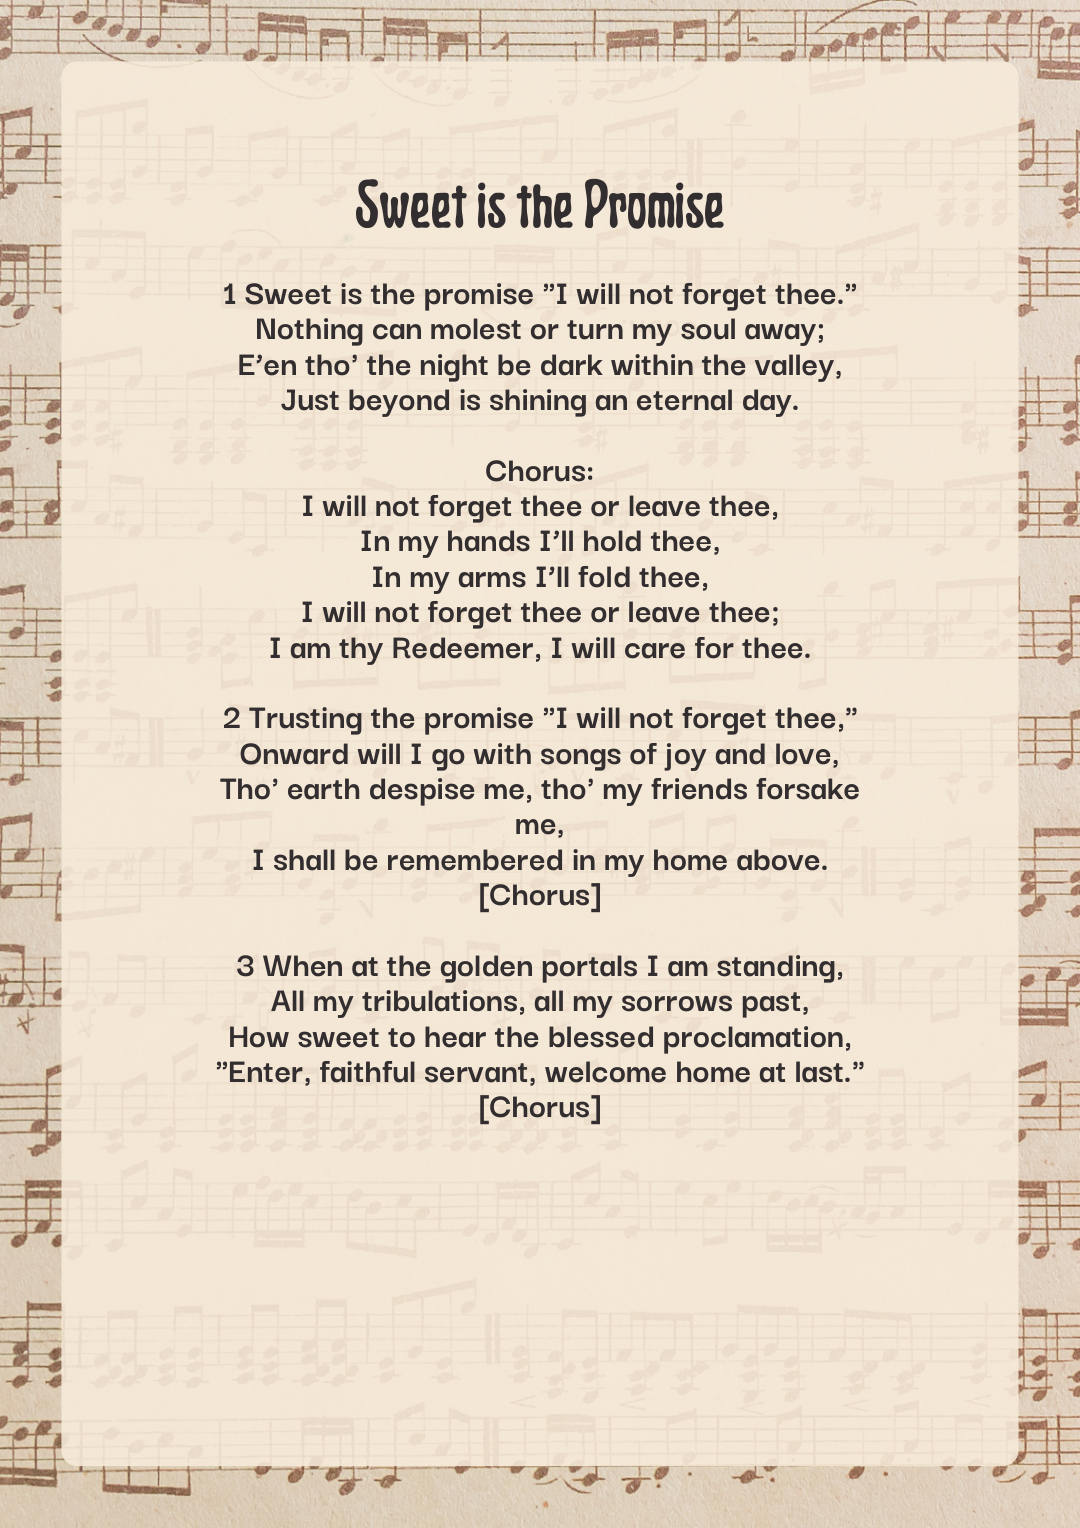 Sweet is the Promise
1 Sweet is the promise ”I will not forget thee.”
Nothing can molest or turn my soul away;
E’en tho’ the night be dark within the valley,
Just beyond is shining an eternal day.
Chorus:
I will not forget thee or leave thee,
In my hands I’ll hold thee,
In my arms I’ll fold thee,
I will not forget thee or leave thee;
I am thy Redeemer, I will care for thee.
2 Trusting the promise ”I will not forget thee,”
Onward will I go with songs of joy and love,
Tho’ earth despise me, tho’ my friends forsake
me,
I shall be remembered in my home above.
[Chorus]
3 When at the golden portals I am standing,
All my tribulations, all my sorrows past,
How sweet to hear the blessed proclamation,
”Enter, faithful servant, welcome home at last.”
[Chorus]